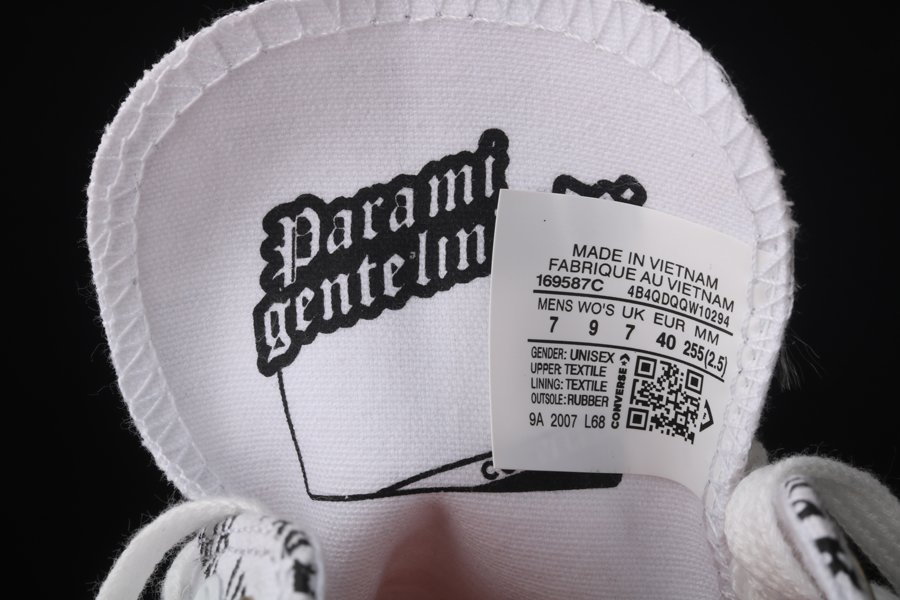 Parami
gentelin
MADE IN VIETNAM
FABRIQUE AU VIETNAM
169587C 4B4QDQQW10294
MENS WO'S UK EUR MM
7 9 7 40 255(2.5)
GENDER: UNISEX
UPPER: TEXTILE
LINING: TEXTILE
OUTSOLE: RUBBER
9A 2007 L68
CONVERSE